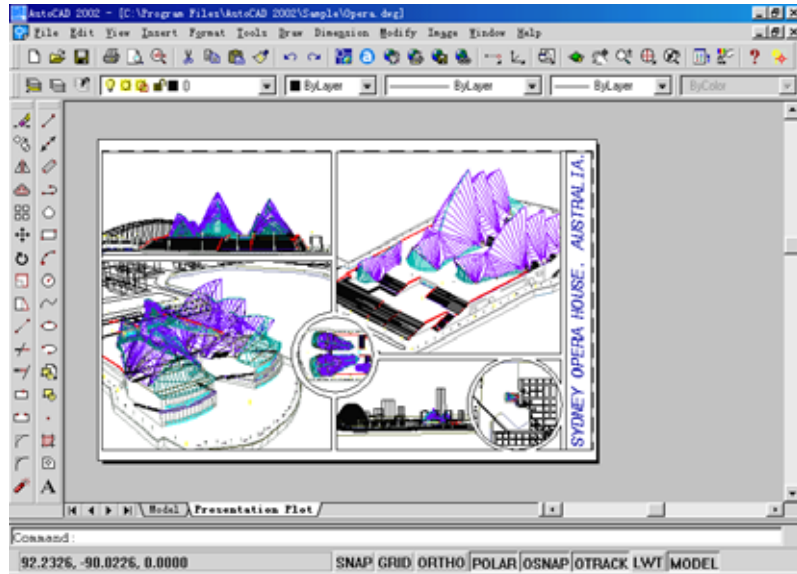 AutoCAD 2002 - [C:\Program Files\AutoCAD 2002\Sample\Opera.dwg]
File Edit View Insert Format Tools Draw Dimension Modify Image Window Help
0 ByLayer ByLayer ByLayer ByColor
SYDNEY OPERA HOUSE. AUSTRALIA.
A
Model Presentation Plot
Command:
92.2326, -90.0226, 0.0000 SNAP GRID ORTHO POLAR OSNAP OTRACK LWT MODEL